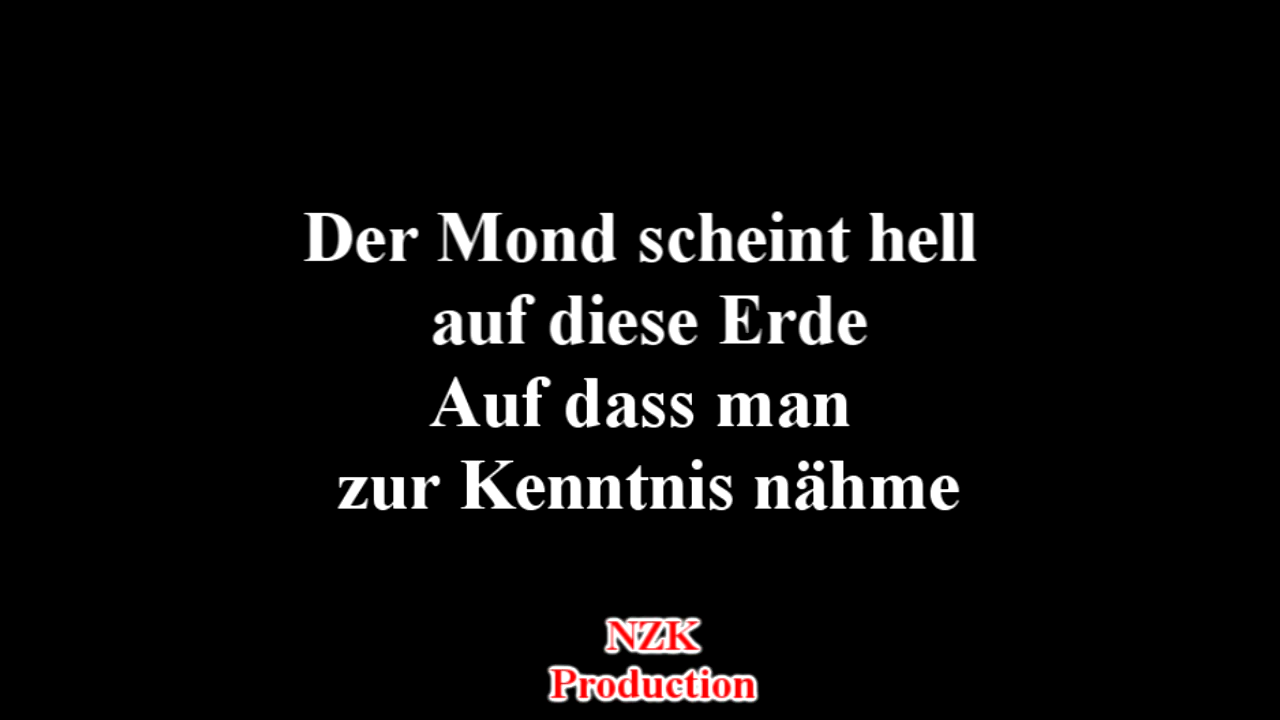 Der Mond scheint hell
auf diese Erde
Auf dass man
zur Kenntnis nähme
NZK
Production